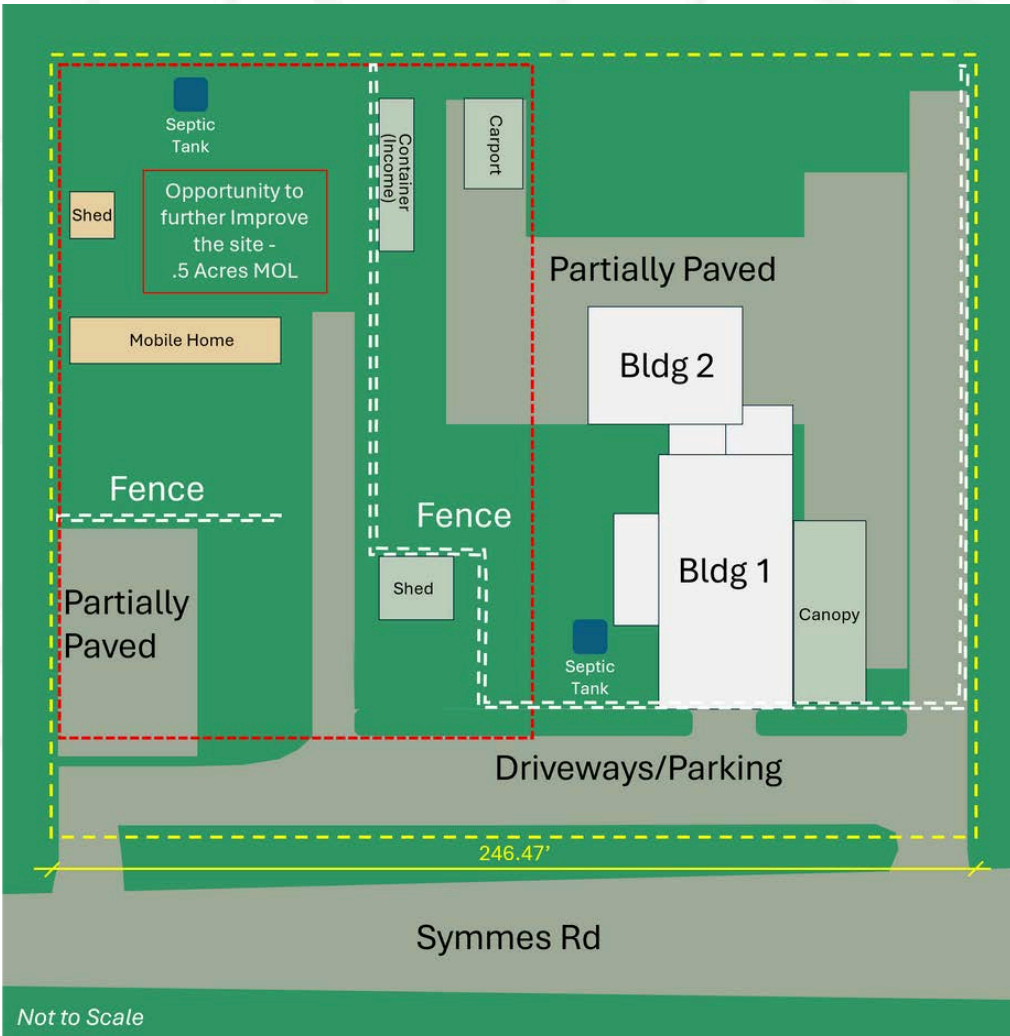 Septic
Tank
Container
(Income)
Carport
Shed
Opportunity to
further Improve
the site -
.5 Acres MOL
Partially Paved
Mobile Home
Bldg 2
Fence
Fence
Partially
Paved
Shed
Bldg 1
Canopy
Septic
Tank
Driveways/Parking
246.47’
Symmes Rd
Not to Scale